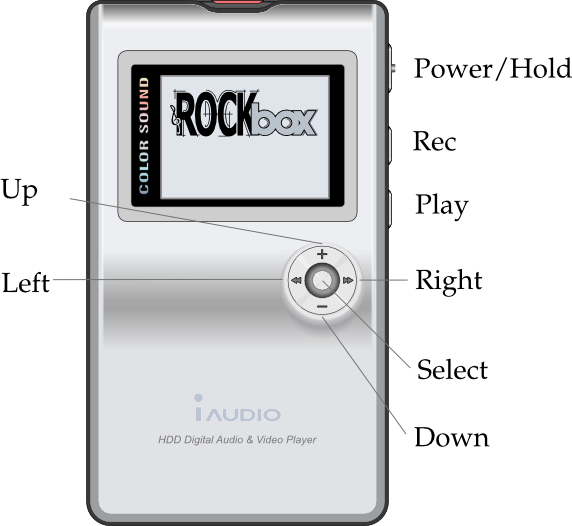 Power/Hold
COLOR SOUND
ROCKbox
Rec
Up
Play
+
Left
Right
−
Select
iAUDIO
Down
HDD Digital Audio & Video Player